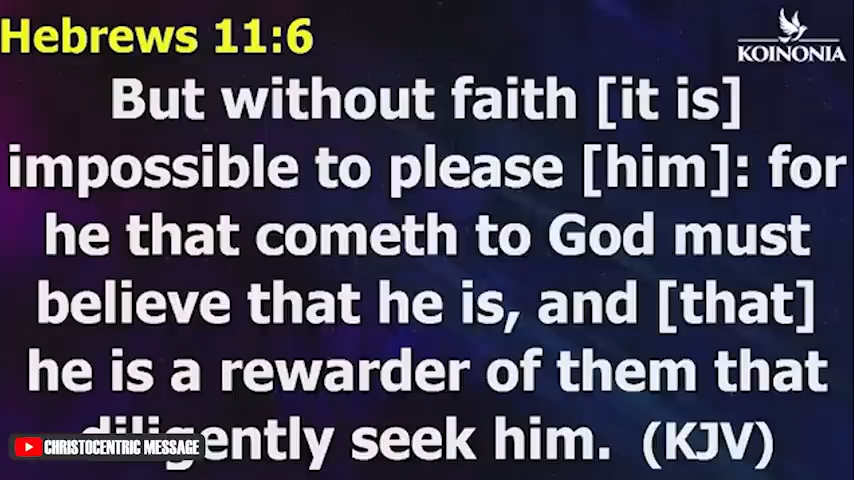 Hebrews 11:6
KOINONIA
But without faith [it is]
impossible to please [him]: for
he that cometh to God must
believe that he is, and [that]
he is a rewarder of them that
diligently seek him. (KJV)
CHRISTOCENTRIC MESSAGE